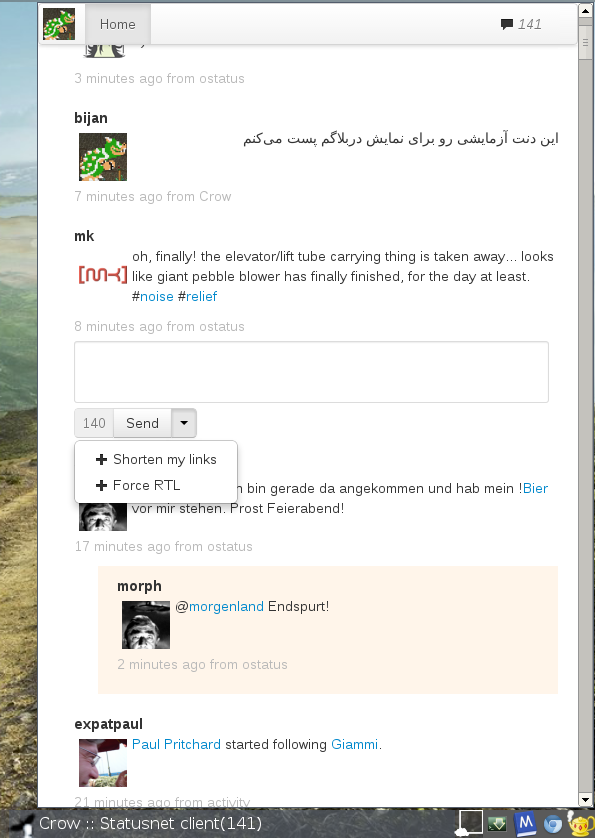 Home
141
3 minutes ago from ostatus
bijan
این دنت آزمایشی رو برای نمایش دربلاگم پست می‌کنم
7 minutes ago from Crow
mk
oh, finally! the elevator/lift tube carrying thing is taken away... looks
like giant pebble blower has finally finished, for the day at least.
#noise #relief
8 minutes ago from ostatus
140 Send
Shorten my links
Force RTL
bin gerade da angekommen und hab mein !Bier
vor mir stehen. Prost Feierabend!
17 minutes ago from ostatus
morph
@morgenland Endspurt!
2 minutes ago from ostatus
expatpaul
Paul Pritchard started following Giammi.
21 minutes ago from activity
Crow :: Statusnet client(141)